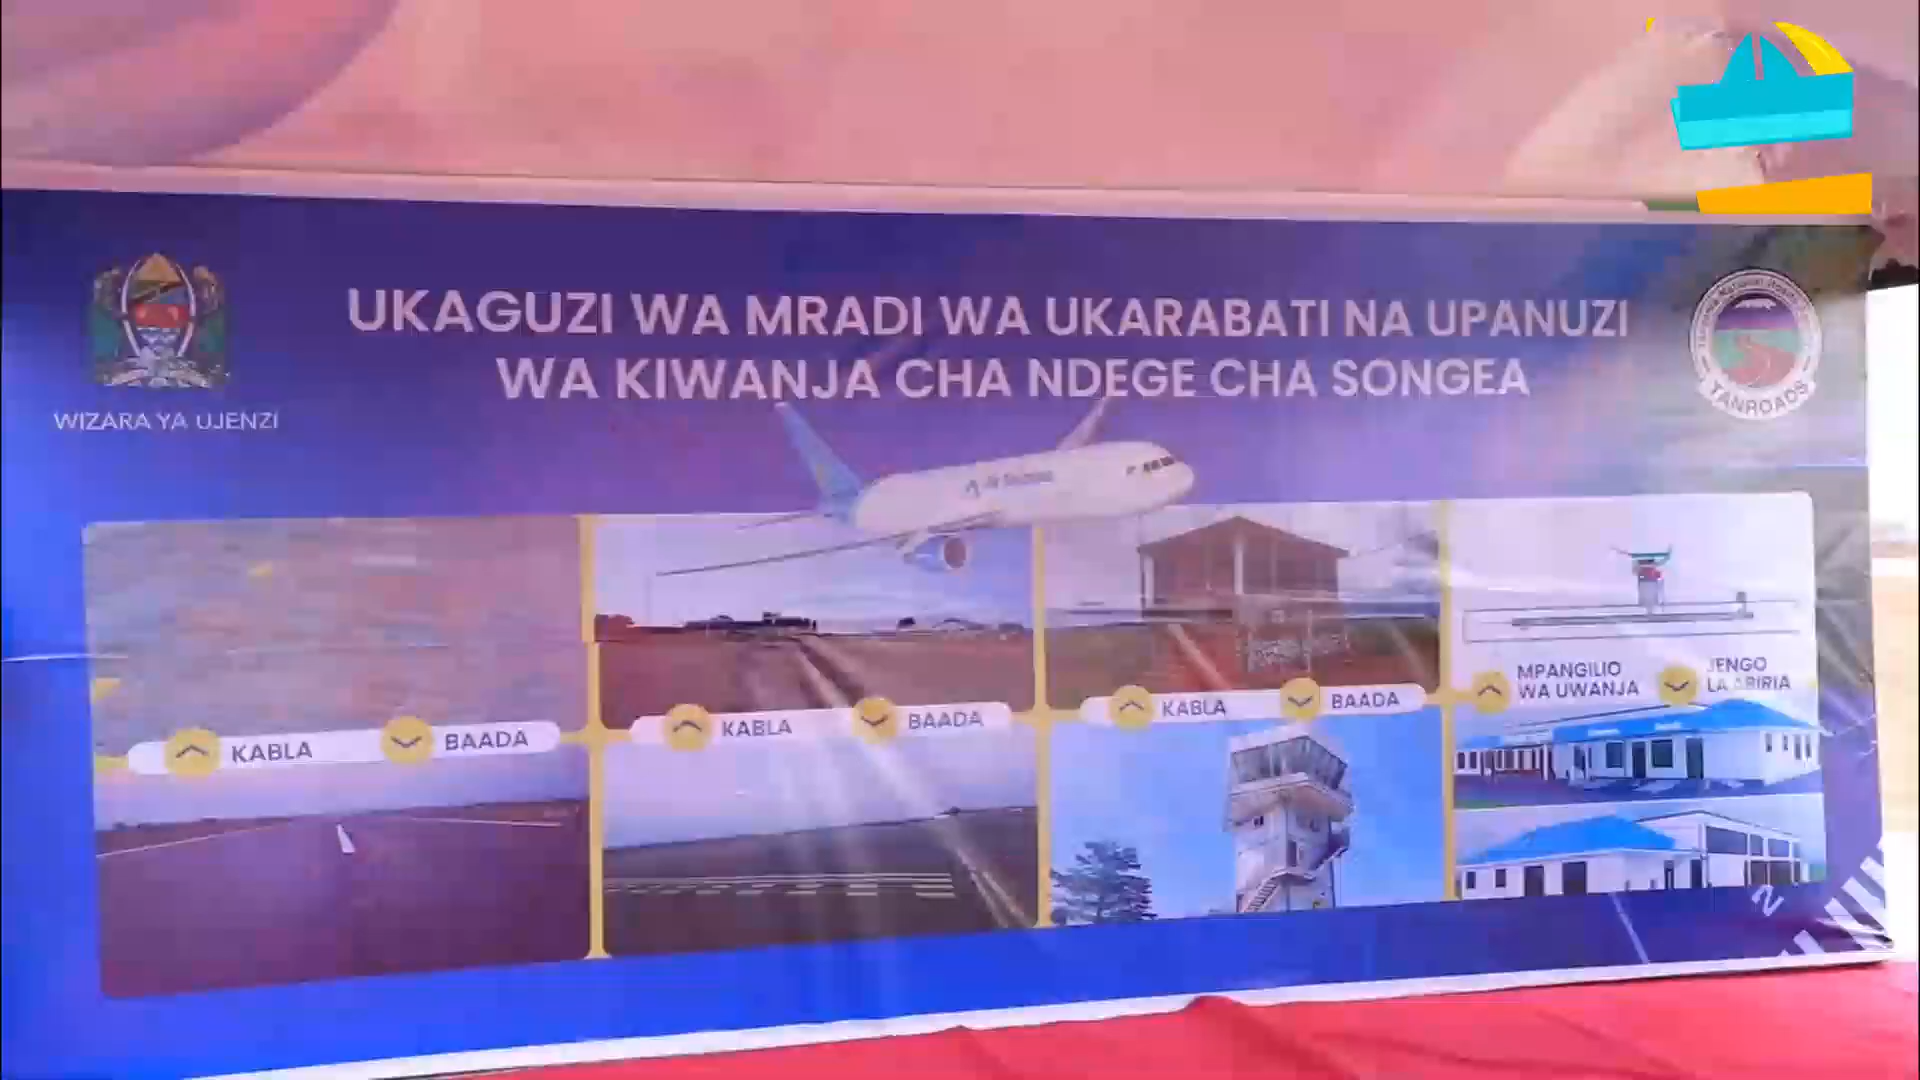 UKAGUZI WA MRADI WA UKARABATI NA UPANUZI
WA KIWANJA CHA NDEGE CHA SONGEA
WIZARA YA UJENZI
TANROADS
KABLA
BAADA
KABLA
BAADA
KABLA
BAADA
MPANGILIO
WA UWANJA
JENGO
LA ABIRIA